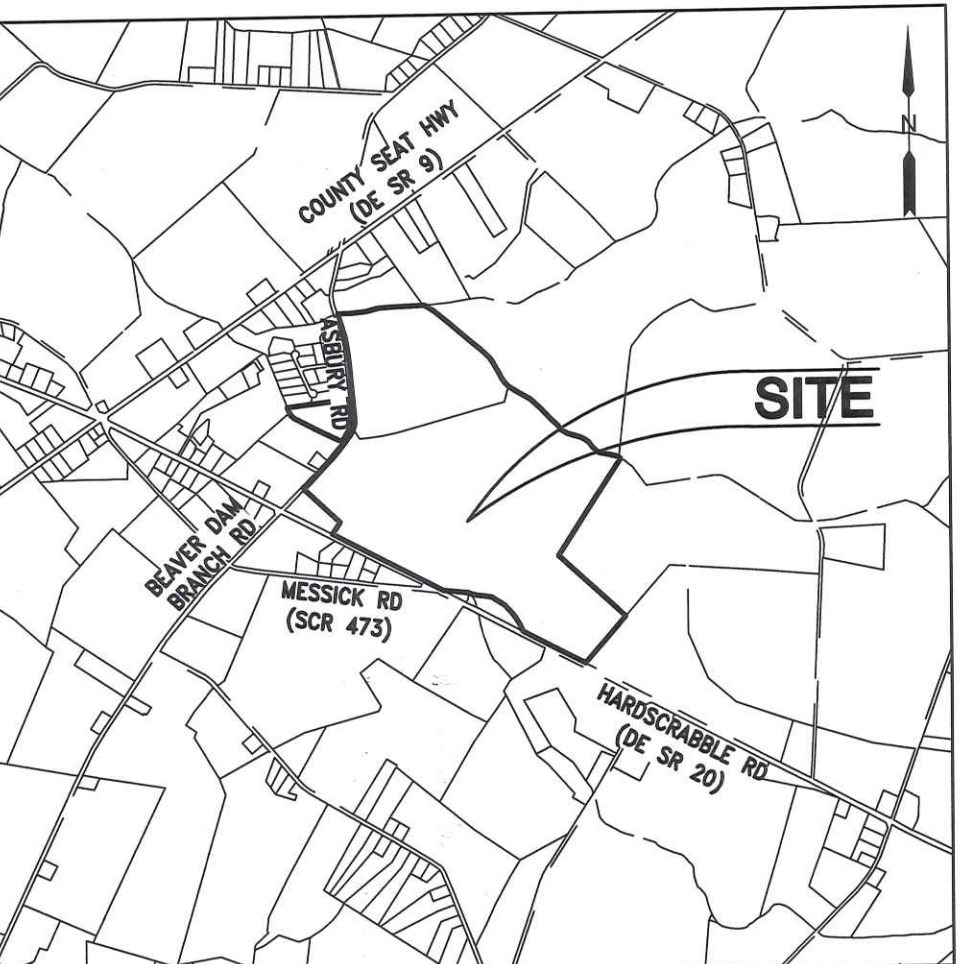 N
COUNTY SEAT HWY
(DE SR 9)
ASBURY RD
SITE
BEAVER DAM
BRANCH RD
MESSICK RD
(SCR 473)
HARDSCRABBLE RD
(DE SR 20)